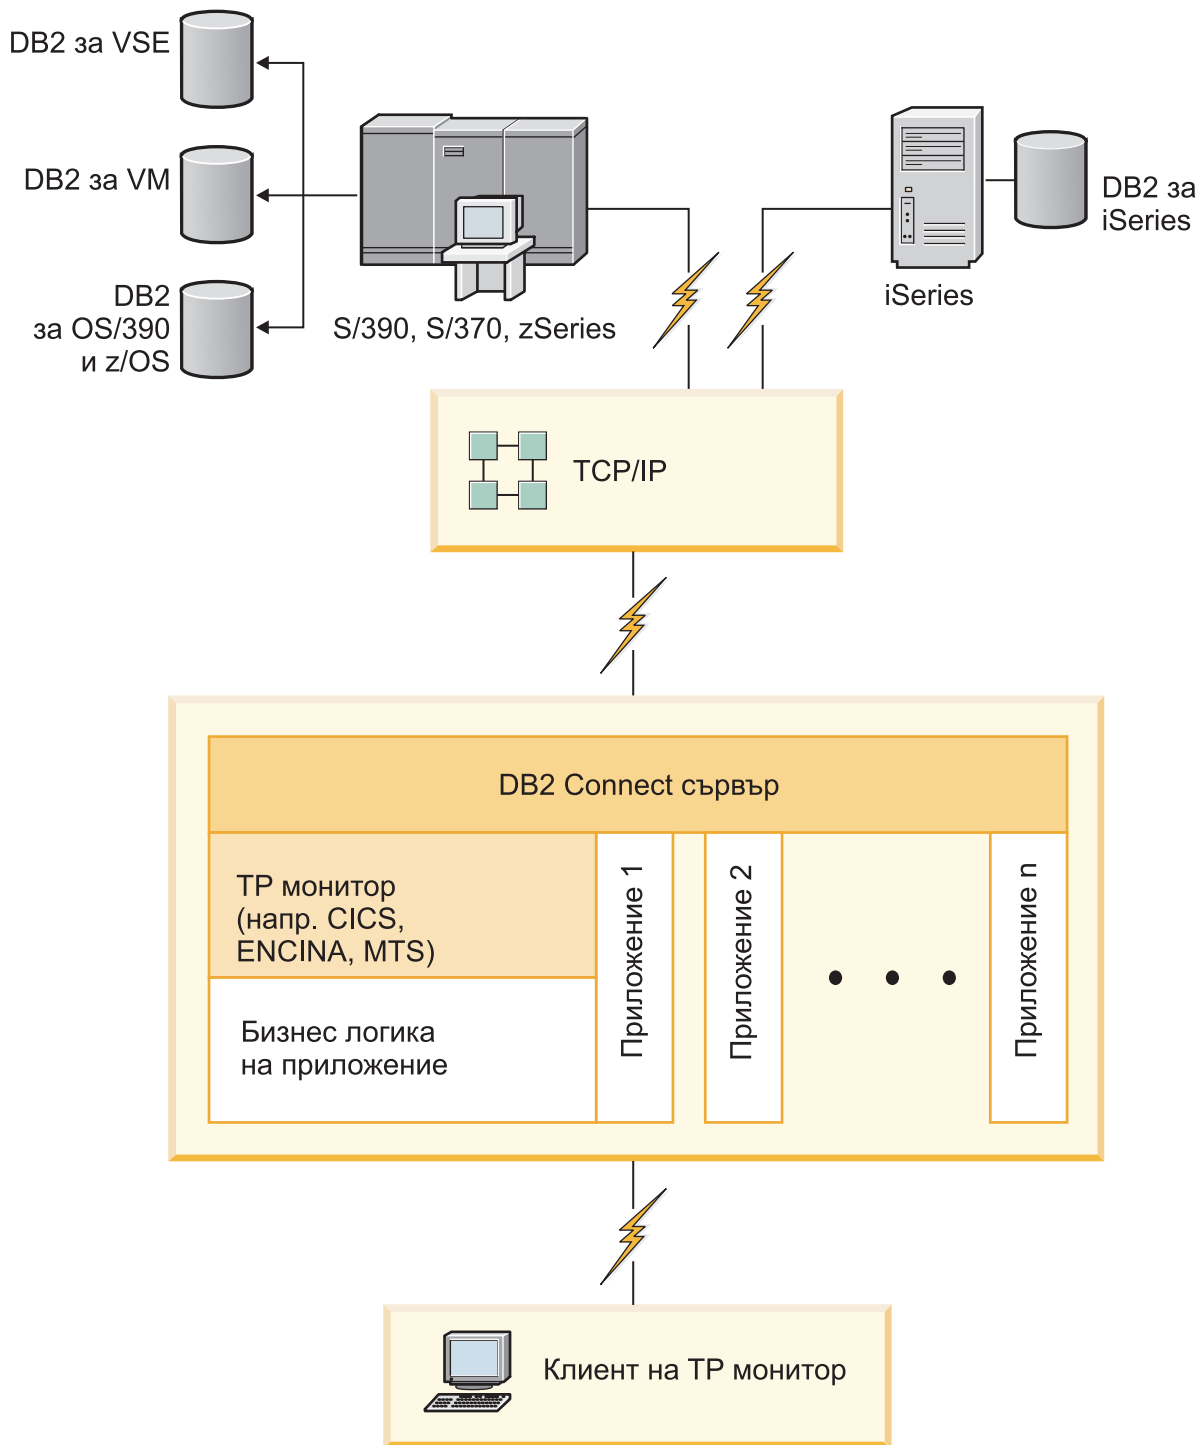 DB2 за VSE
DB2 за VM
DB2
за OS/390
и z/OS
S/390, S/370, zSeries
iSeries
DB2 за
iSeries
TCP/IP
DB2 Connect сървър
ТР монитор
(напр. CICS,
ENCINA, MTS)
Бизнес логика
на приложение
Приложение 1
Приложение 2
Приложение n
Клиент на ТР монитор